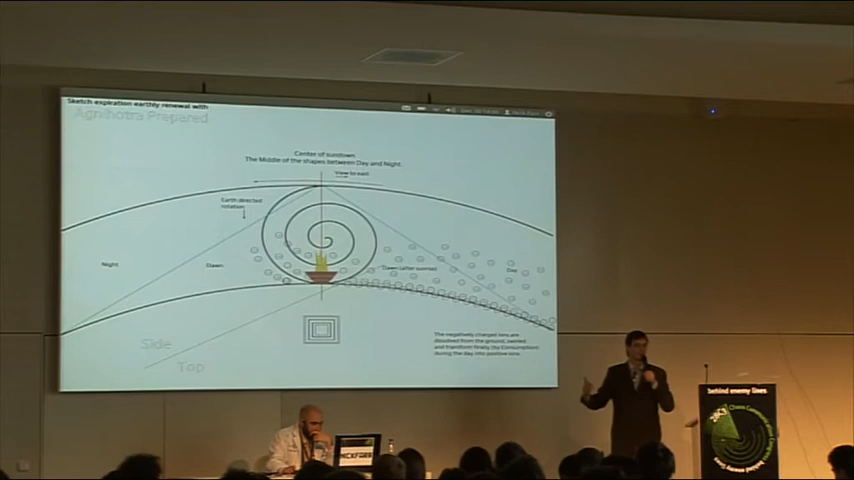 Sketch expiration earthly renewal with
Agnihotra Prepared
Center of sundown
The Middle of the shapes between Day and Night.
View to east
Earth directed
rotation
Night
Dawn
Dawn (after sunrise)
Day
Side
Top
The negatively charged ions are
dissolved from the ground, swirled
and transform finally (by Consumption)
during the day into positive ions.
NICKFARR
behind enemy lines